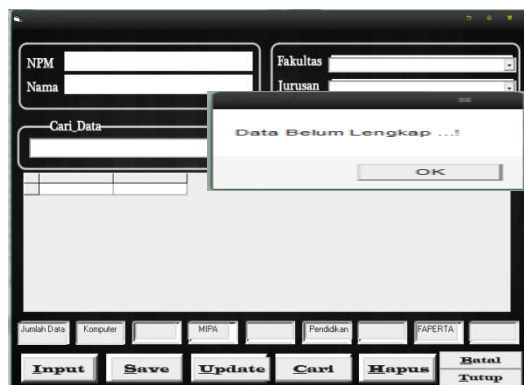 NPM
Nama
Fakultas
Jurusan
Cari_Data
Data Belum Lengkap ...!
OK
Jumlah Data Komputer MIPA Pendidikan FAPERTA
Input Save Update Cari Hapus Batal
Tutup